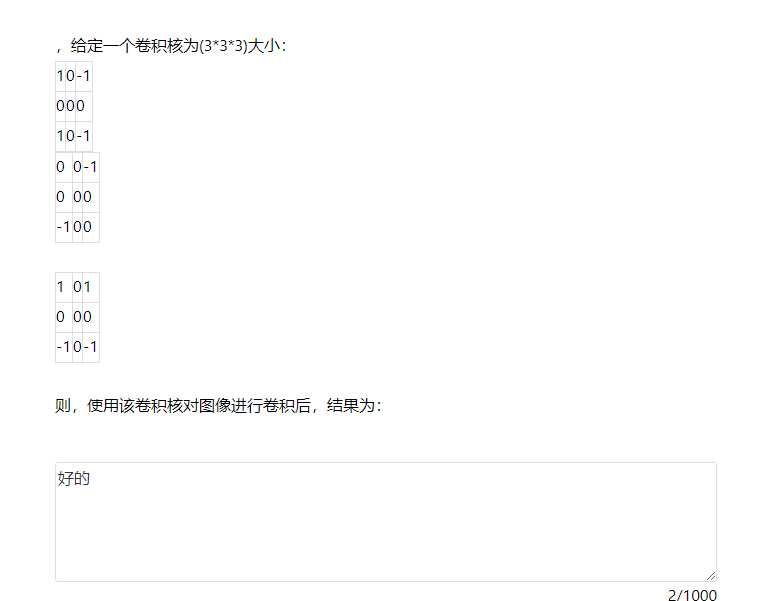 ，给定一个卷积核为(3*3*3)大小：
1 0 -1
0 0 0
1 0 -1
0 0 -1
0 0 0
-1 0 0
1 0 1
0 0 0
-1 0 -1
则，使用该卷积核对图像进行卷积后，结果为：
好的
2/1000